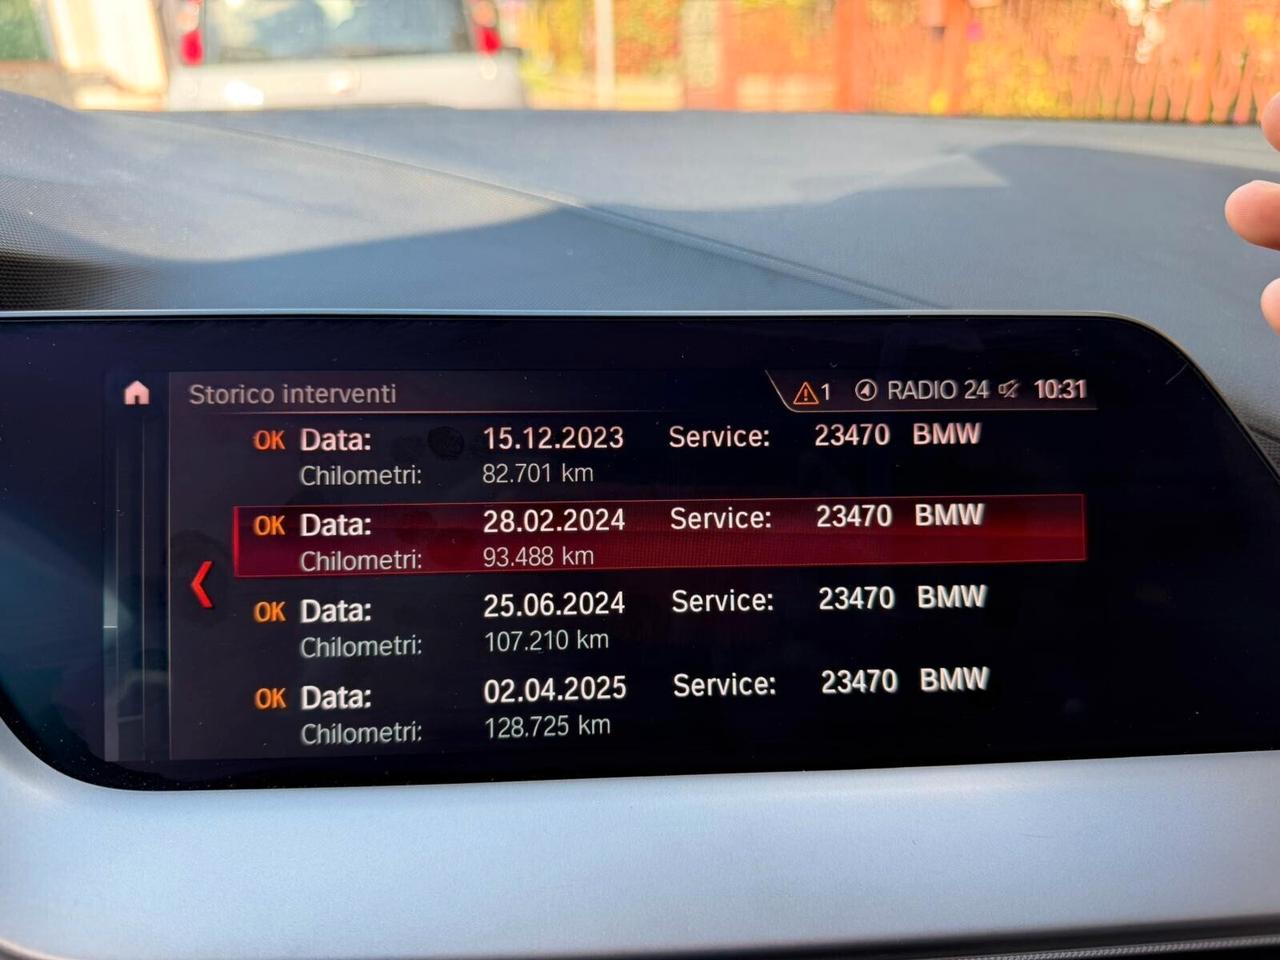 Storico interventi
1 RADIO 24 10:31
OK Data: 15.12.2023 Service: 23470 BMW
Chilometri: 82.701 km
OK Data: 28.02.2024 Service: 23470 BMW
Chilometri: 93.488 km
OK Data: 25.06.2024 Service: 23470 BMW
Chilometri: 107.210 km
OK Data: 02.04.2025 Service: 23470 BMW
Chilometri: 128.725 km